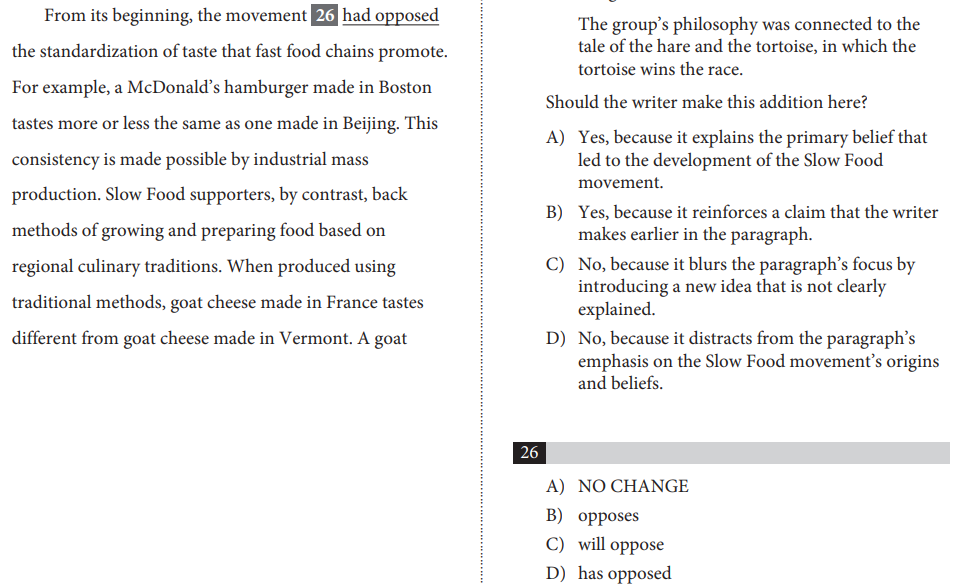 From its beginning, the movement 26 had opposed
the standardization of taste that fast food chains promote.
For example, a McDonald's hamburger made in Boston
tastes more or less the same as one made in Beijing. This
consistency is made possible by industrial mass
production. Slow Food supporters, by contrast, back
methods of growing and preparing food based on
regional culinary traditions. When produced using
traditional methods, goat cheese made in France tastes
different from goat cheese made in Vermont. A goat
The group's philosophy was connected to the
tale of the hare and the tortoise, in which the
tortoise wins the race.
Should the writer make this addition here?
A) Yes, because it explains the primary belief that
led to the development of the Slow Food
movement.
B) Yes, because it reinforces a claim that the writer
makes earlier in the paragraph.
C) No, because it blurs the paragraph's focus by
introducing a new idea that is not clearly
explained.
D) No, because it distracts from the paragraph's
emphasis on the Slow Food movement's origins
and beliefs.
26
A) NO CHANGE
B) opposes
C) will oppose
D) has opposed